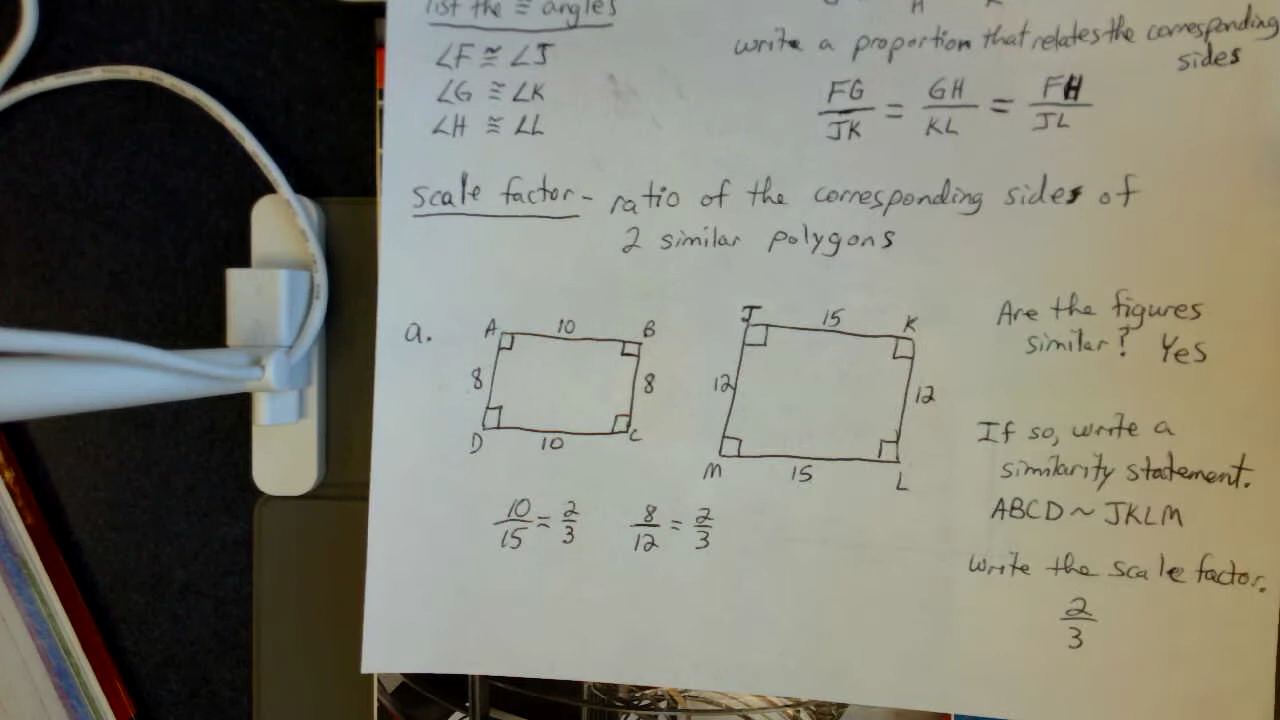 list the ≅ angles
∠F ≅ ∠J
∠G ≅ ∠K
∠H ≅ ∠L
H K
write a proportion that relates the corresponding
sides
FG/JK = GH/KL = FH/JL
scale factor - ratio of the corresponding sides of
2 similar polygons
a.
A 10 B
8 8
D 10 C
J 15 K
12 12
M 15 L
10/15 = 2/3 8/12 = 2/3
Are the figures
similar? Yes
If so, write a
similarity statement.
ABCD ~ JKLM
Write the scale factor.
2/3